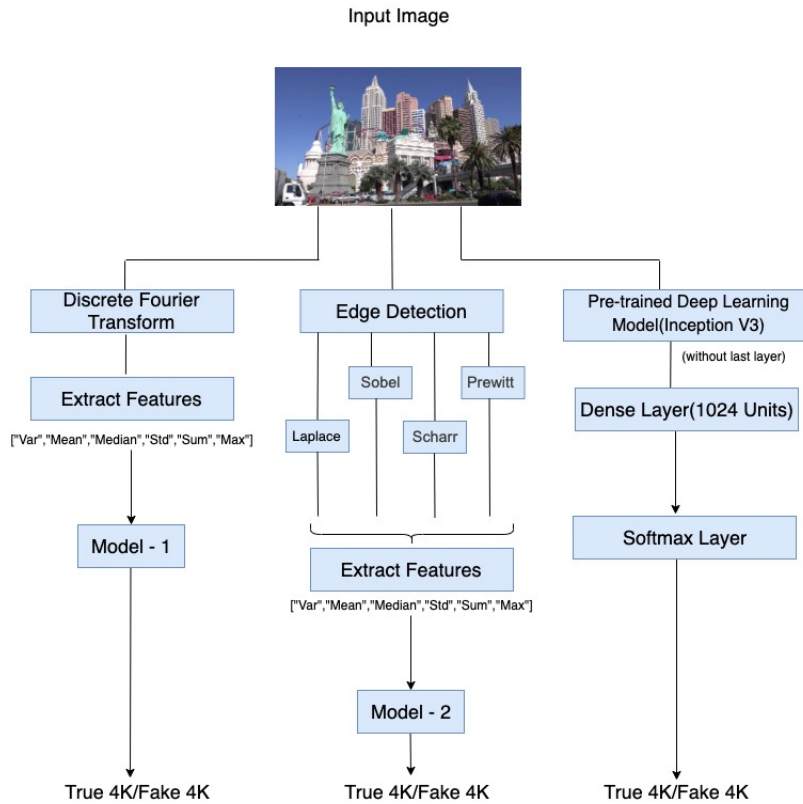 Input Image
Discrete Fourier
Transform
Extract Features
["Var","Mean","Median","Std","Sum","Max"]
Model - 1
True 4K/Fake 4K
Edge Detection
Laplace
Sobel
Scharr
Prewitt
Extract Features
["Var","Mean","Median","Std","Sum","Max"]
Model - 2
True 4K/Fake 4K
Pre-trained Deep Learning
Model(Inception V3)
(without last layer)
Dense Layer(1024 Units)
Softmax Layer
True 4K/Fake 4K